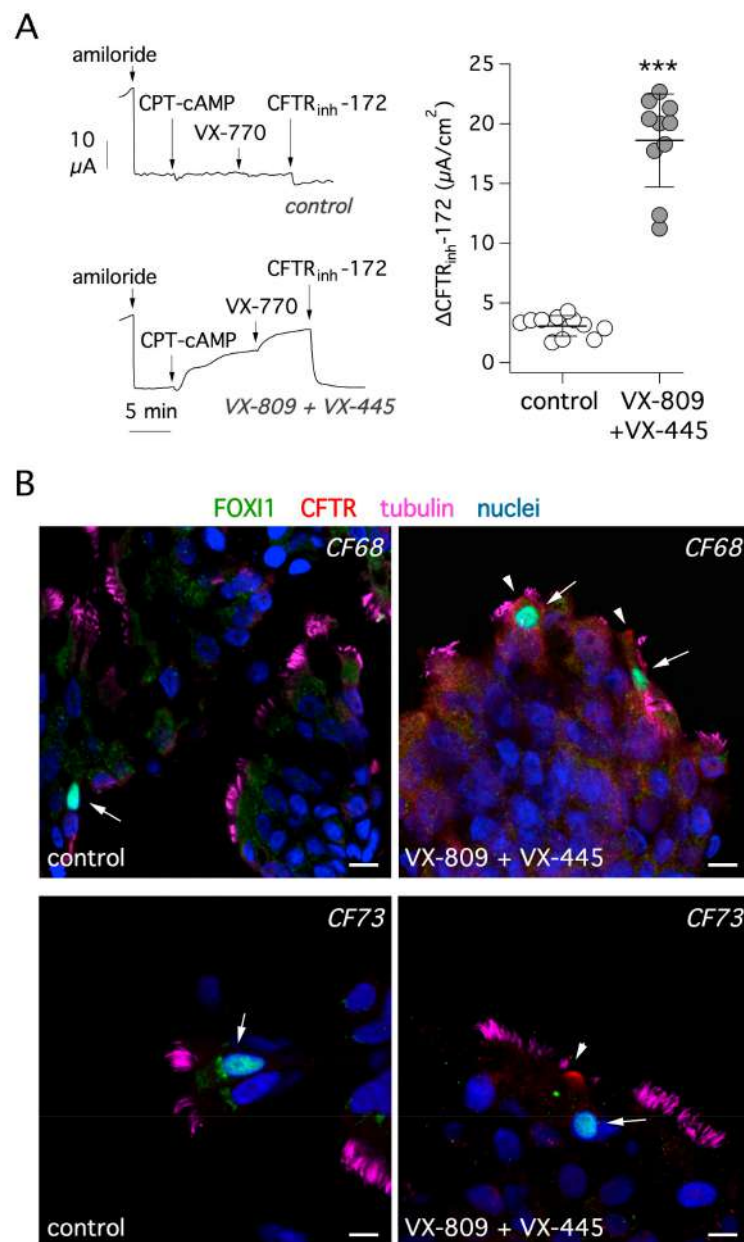 A
amiloride
CPT-cAMP
CFTRinh-172
VX-770
10
µA
control
amiloride
CFTRinh-172
VX-770
CPT-cAMP
5 min
VX-809 + VX-445
ΔCFTRinh-172 (µA/cm²)
25
20
15
10
5
0
***
control
VX-809
+VX-445
B
FOXI1 CFTR tubulin nuclei
CF68
control
CF68
VX-809 + VX-445
CF73
control
CF73
VX-809 + VX-445